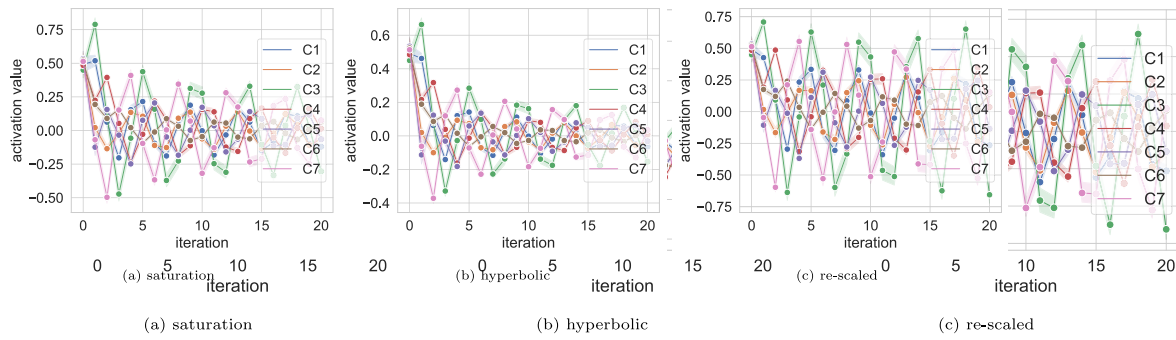 0.75
0.50
0.25
0.00
−0.25
−0.50
activation value
0 5 10 15 20
iteration
C1
C2
C3
C4
C5
C6
C7
0.6
0.4
0.2
0.0
−0.2
−0.4
activation value
0 5 10 15 20
iteration
C1
C2
C3
C4
C5
C6
C7
0.75
0.50
0.25
0.00
−0.25
−0.50
−0.75
activation value
0 5 10 15 20
iteration
C1
C2
C3
C4
C5
C6
C7
C1
C2
C3
C4
C5
C6
C7
10 15 20
iteration
0 (a) saturation 10 15 20 (b) hyperbolic 0 10 15 20 (c) re-scaled 0 5
iteration iteration
(a) saturation (b) hyperbolic (c) re-scaled